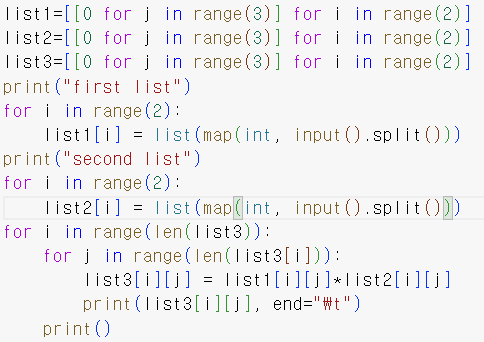 list1=[[0 for j in range(3)] for i in range(2)]
list2=[[0 for j in range(3)] for i in range(2)]
list3=[[0 for j in range(3)] for i in range(2)]
print("first list")
for i in range(2):
    list1[i] = list(map(int, input().split()))
print("second list")
for i in range(2):
    list2[i] = list(map(int, input().split()))
for i in range(len(list3)):
    for j in range(len(list3[i])):
        list3[i][j] = list1[i][j]*list2[i][j]
        print(list3[i][j], end="₩t")
    print()